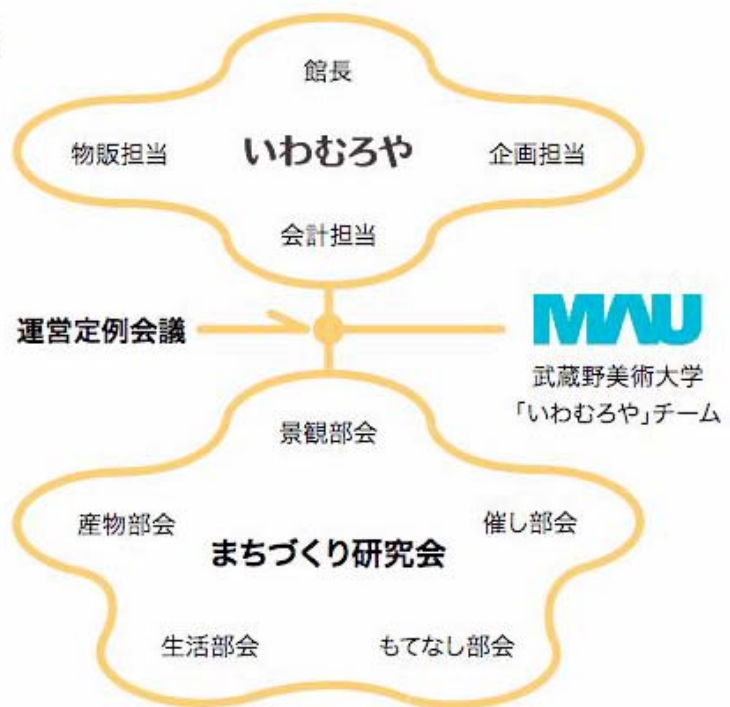 館長
物販担当
いわむろや
企画担当
会計担当
運営定例会議
MAU
武蔵野美術大学
「いわむろや」チーム
景観部会
産物部会
催し部会
まちづくり研究会
生活部会
もてなし部会